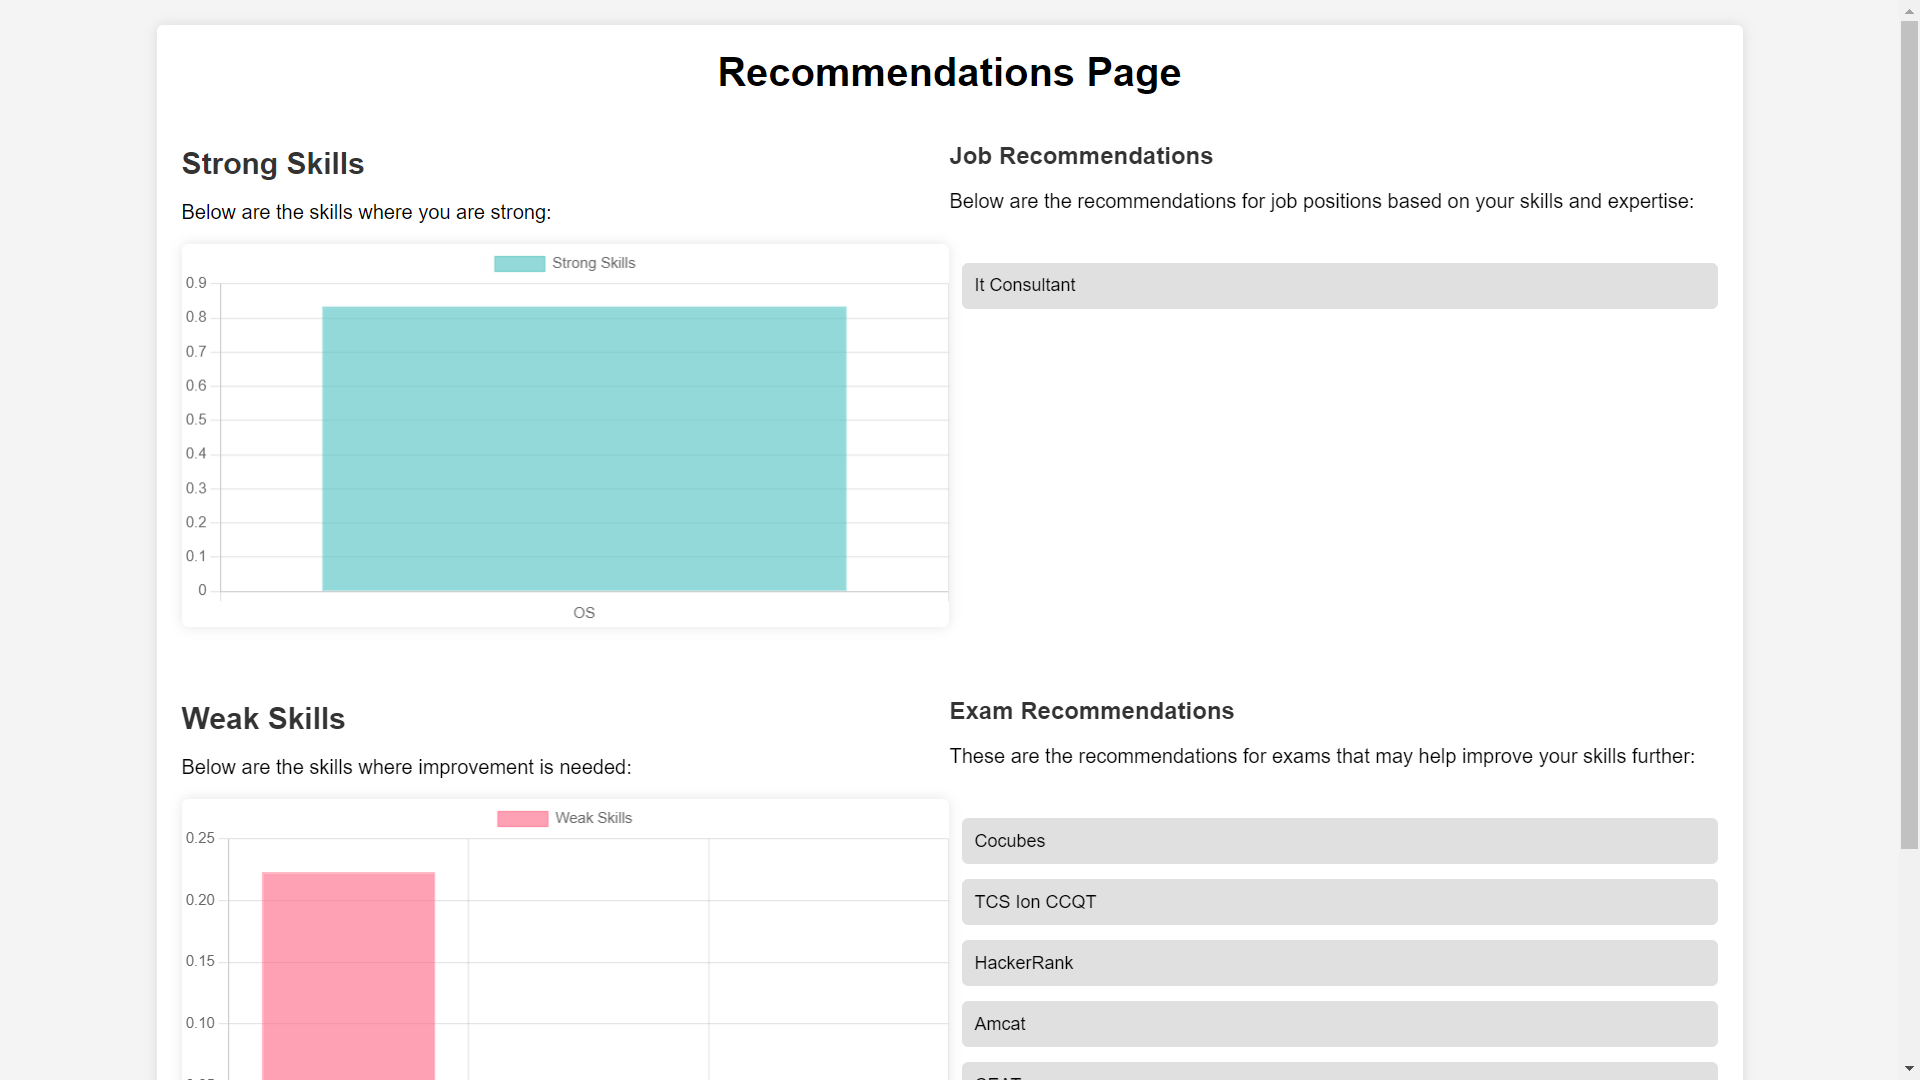 Recommendations Page
Strong Skills
Below are the skills where you are strong:
Strong Skills
0.9
0.8
0.7
0.6
0.5
0.4
0.3
0.2
0.1
0
OS
Job Recommendations
Below are the recommendations for job positions based on your skills and expertise:
It Consultant
Weak Skills
Below are the skills where improvement is needed:
Weak Skills
0.25
0.20
0.15
0.10
Exam Recommendations
These are the recommendations for exams that may help improve your skills further:
Cocubes
TCS Ion CCQT
HackerRank
Amcat